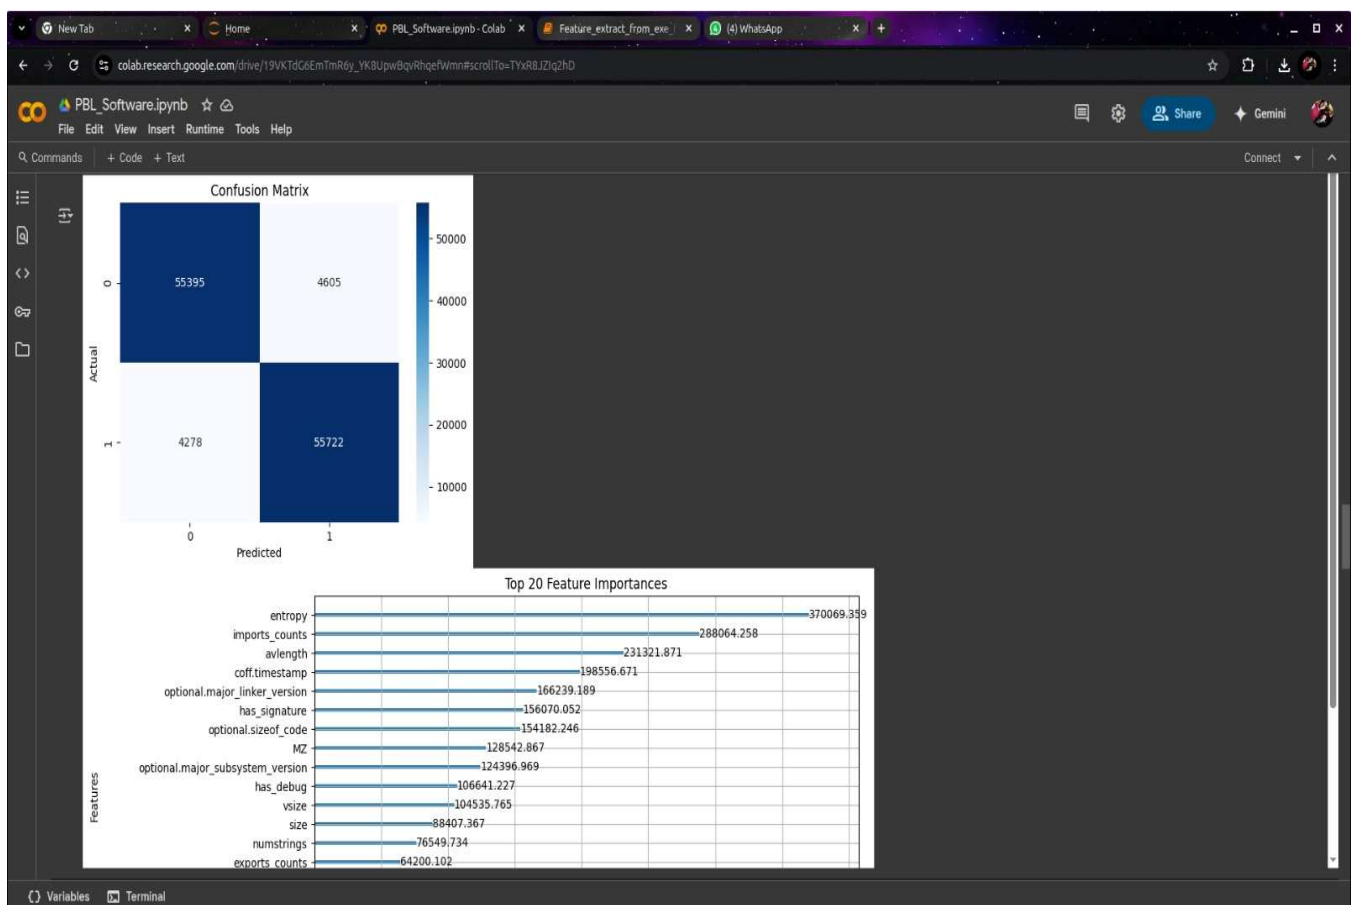 New Tab
Home
PBL_Software.ipynb - Colab
Feature_extract_from_exe_
(4) WhatsApp
colab.research.google.com/drive/19VKTdG6EmTmR6y_YK8UpwBqvRhqefWmn#scrollTo=TYxR8JZIq2hD
CO
PBL_Software.ipynb
File Edit View Insert Runtime Tools Help
Share
Gemini
Commands + Code + Text
Connect
Confusion Matrix
50000
40000
30000
20000
10000
55395 4605
4278 55722
Actual
0
1
0 1
Predicted
Top 20 Feature Importances
Features
entropy 370069.359
imports_counts 288064.258
avlength 231321.871
coff.timestamp 198556.671
optional.major_linker_version 166239.189
has_signature 156070.052
optional.sizeof_code 154182.246
MZ 128542.867
optional.major_subsystem_version 124396.969
has_debug 106641.227
vsize 104535.765
size 88407.367
numstrings 76549.734
exports_counts 64200.102
Variables Terminal